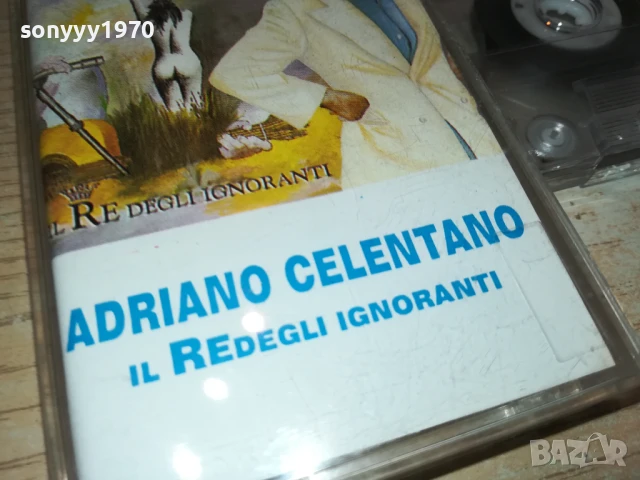 sonyyy1970
IL RE DEGLI IGNORANTI
ADRIANO CELENTANO
IL REDEGLI IGNORANTI
BAZAR